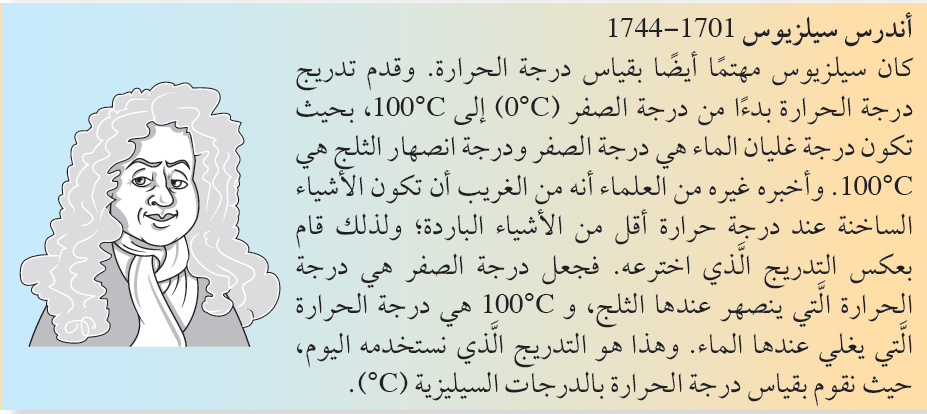 أندرس سيلزيوس 1701–1744
كان سيلزيوس مهتمًا أيضًا بقياس درجة الحرارة. وقدم تدريج
درجة الحرارة بدءًا من درجة الصفر (0°C) إلى 100°C، بحيث
تكون درجة غليان الماء هي درجة الصفر ودرجة انصهار الثلج هي
100°C. وأخبره غيره من العلماء أنه من الغريب أن تكون الأشياء
الساخنة عند درجة حرارة أقل من الأشياء الباردة؛ ولذلك قام
بعكس التدريج الَّذي اخترعه. فجعل درجة الصفر هي درجة
الحرارة الَّتي ينصهر عندها الثلج، و 100°C هي درجة الحرارة
الَّتي يغلي عندها الماء. وهذا هو التدريج الَّذي نستخدمه اليوم،
حيث نقوم بقياس درجة الحرارة بالدرجات السيليزية (°C).